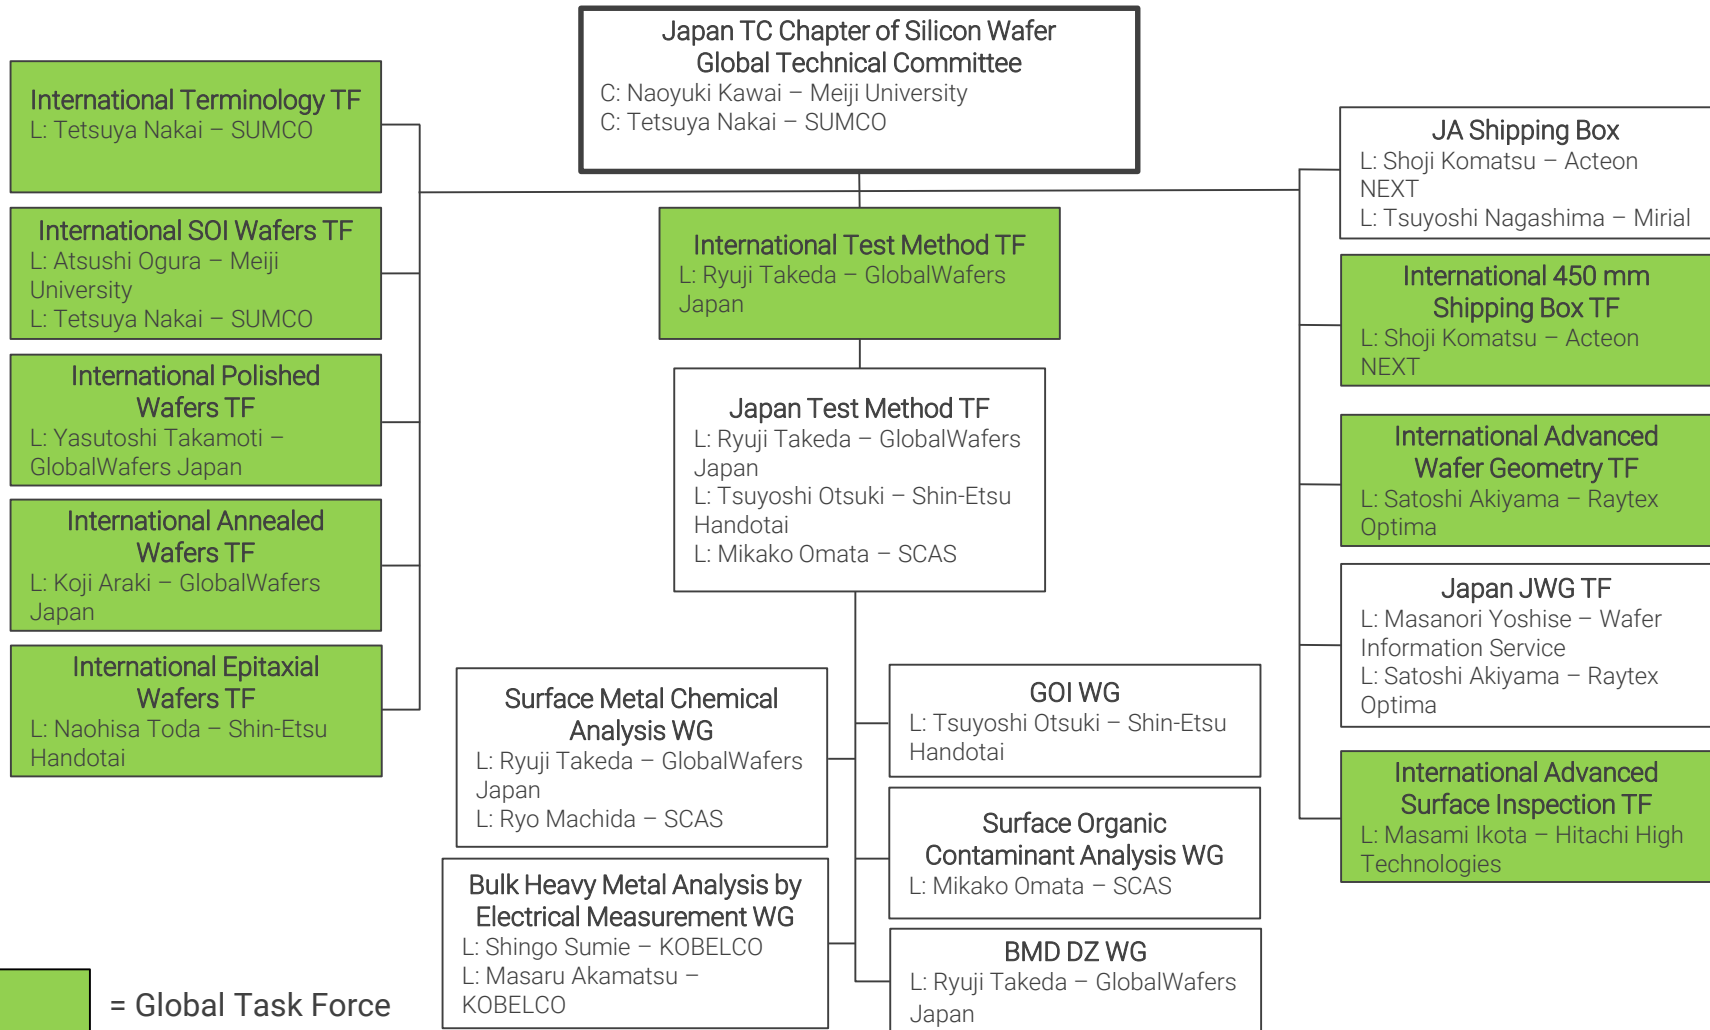 Japan TC Chapter of Silicon Wafer
Global Technical Committee
C: Naoyuki Kawai – Meiji University
C: Tetsuya Nakai – SUMCO
International Terminology TF
L: Tetsuya Nakai – SUMCO
International SOI Wafers TF
L: Atsushi Ogura – Meiji
University
L: Tetsuya Nakai – SUMCO
International Polished
Wafers TF
L: Yasutoshi Takamoti –
GlobalWafers Japan
International Annealed
Wafers TF
L: Koji Araki – GlobalWafers
Japan
International Epitaxial
Wafers TF
L: Naohisa Toda – Shin-Etsu
Handotai
International Test Method TF
L: Ryuji Takeda – GlobalWafers
Japan
Japan Test Method TF
L: Ryuji Takeda – GlobalWafers
Japan
L: Tsuyoshi Otsuki – Shin-Etsu
Handotai
L: Mikako Omata – SCAS
Surface Metal Chemical
Analysis WG
L: Ryuji Takeda – GlobalWafers
Japan
L: Ryo Machida – SCAS
Bulk Heavy Metal Analysis by
Electrical Measurement WG
L: Shingo Sumie – KOBELCO
L: Masaru Akamatsu –
KOBELCO
GOI WG
L: Tsuyoshi Otsuki – Shin-Etsu
Handotai
Surface Organic
Contaminant Analysis WG
L: Mikako Omata – SCAS
BMD DZ WG
L: Ryuji Takeda – GlobalWafers
Japan
JA Shipping Box
L: Shoji Komatsu – Acteon
NEXT
L: Tsuyoshi Nagashima – Mirial
International 450 mm
Shipping Box TF
L: Shoji Komatsu – Acteon
NEXT
International Advanced
Wafer Geometry TF
L: Satoshi Akiyama – Raytex
Optima
Japan JWG TF
L: Masanori Yoshise – Wafer
Information Service
L: Satoshi Akiyama – Raytex
Optima
International Advanced
Surface Inspection TF
L: Masami Ikota – Hitachi High
Technologies
= Global Task Force